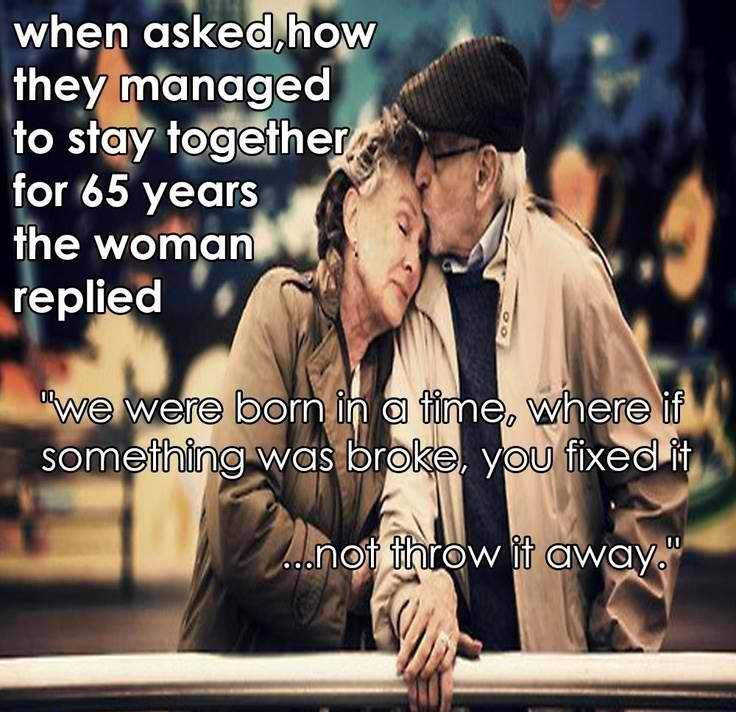 when asked,how
they managed
to stay together
for 65 years
the woman
replied
"we were born in a time, where if
something was broke, you fixed it
...not throw it away."